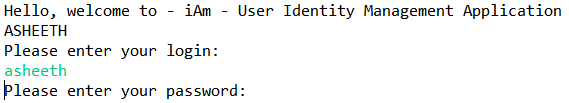 Hello, welcome to - iAm - User Identity Management Application
ASHEETH
Please enter your login:
asheeth
Please enter your password: